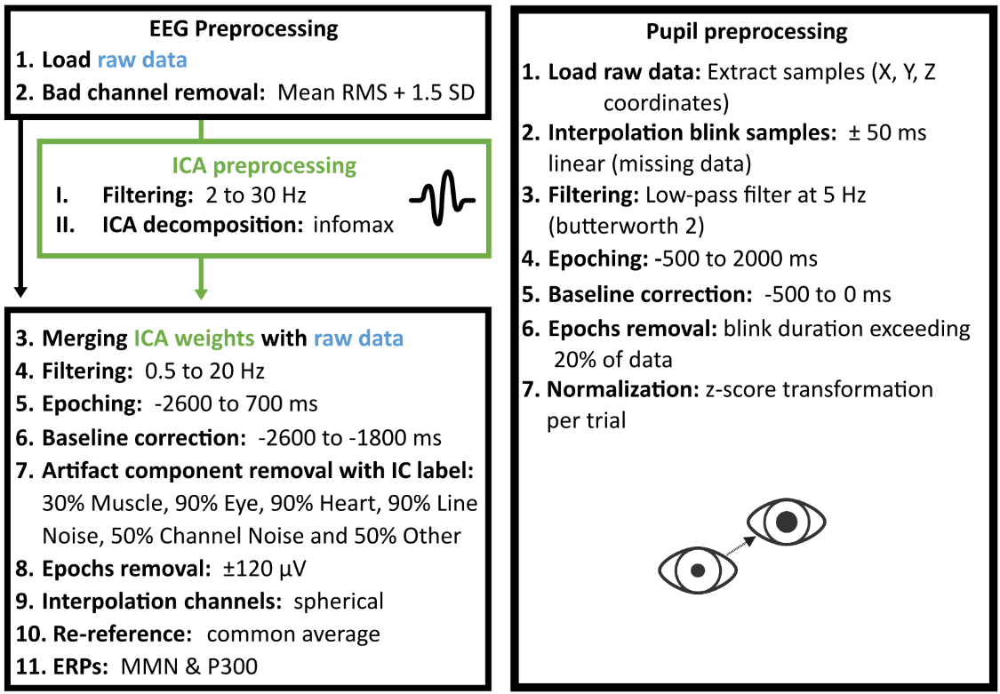 EEG Preprocessing
1. Load raw data
2. Bad channel removal: Mean RMS + 1.5 SD
ICA preprocessing
I. Filtering: 2 to 30 Hz
II. ICA decomposition: infomax
3. Merging ICA weights with raw data
4. Filtering: 0.5 to 20 Hz
5. Epoching: -2600 to 700 ms
6. Baseline correction: -2600 to -1800 ms
7. Artifact component removal with IC label:
30% Muscle, 90% Eye, 90% Heart, 90% Line
Noise, 50% Channel Noise and 50% Other
8. Epochs removal: ±120 µV
9. Interpolation channels: spherical
10. Re-reference: common average
11. ERPs: MMN & P300
Pupil preprocessing
1. Load raw data: Extract samples (X, Y, Z
coordinates)
2. Interpolation blink samples: ± 50 ms
linear (missing data)
3. Filtering: Low-pass filter at 5 Hz
(butterworth 2)
4. Epoching: -500 to 2000 ms
5. Baseline correction: -500 to 0 ms
6. Epochs removal: blink duration exceeding
20% of data
7. Normalization: z-score transformation
per trial